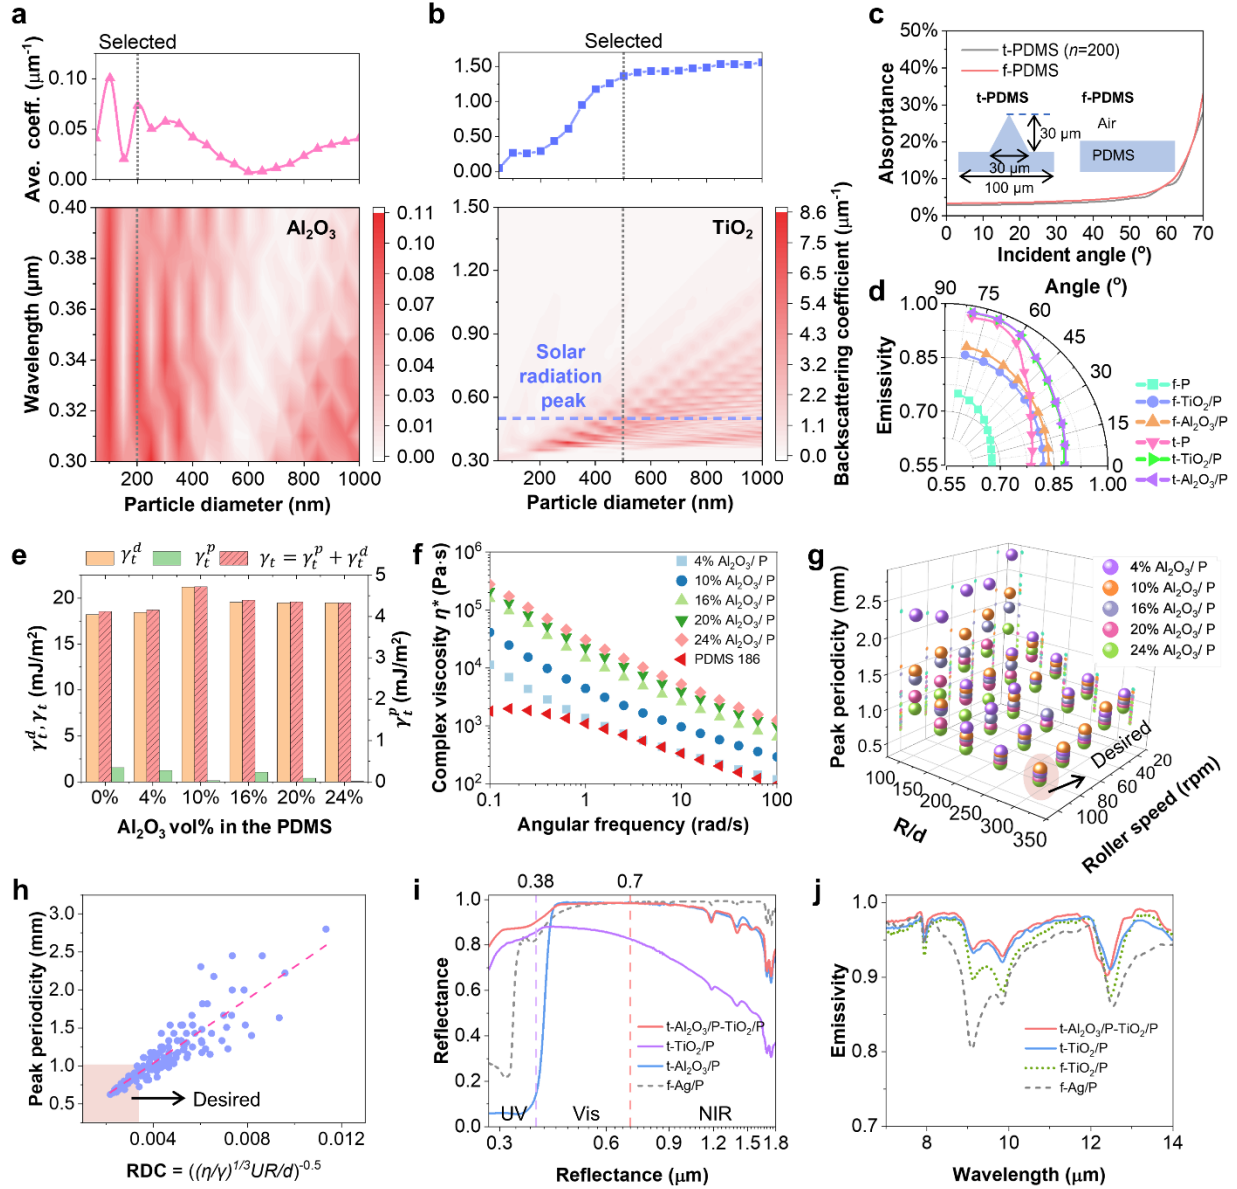 a
Selected
Ave. coeff. (μm⁻¹)
0.10
0.05
0.00
Al₂O₃
Wavelength (μm)
0.40
0.38
0.36
0.34
0.32
0.30
200
400
600
800
1000
Particle diameter (nm)
0.11
0.10
0.08
0.07
0.06
0.04
0.03
0.01
0.00
b
Selected
1.50
1.00
0.50
0.00
TiO₂
1.50
1.20
0.90
0.60
0.30
Solar
radiation
peak
200
400
600
800
1000
Particle diameter (nm)
8.6
7.2
5.8
4.3
2.9
1.4
0.0
Backscattering coefficient (μm⁻¹)
c
Absorptance
50%
40%
30%
20%
10%
0%
t-PDMS (n=200)
f-PDMS
t-PDMS
f-PDMS
Air
PDMS
30 μm
30 μm
100 μm
0
10
20
30
40
50
60
70
Incident angle (°)
d
Angle (°)
90
75
60
45
30
15
0
Emissivity
1.00
0.85
0.70
0.55
0.55
0.70
0.85
1.00
f-P
f-TiO₂/P
f-Al₂O₃/P
t-P
t-TiO₂/P
t-Al₂O₃/P
e
γₜᵈ
γₜᵖ
γₜ = γₜᵖ + γₜᵈ
γₜᵈ, γₜ (mJ/m²)
20
15
10
5
0
5
4
3
2
1
0
γₜᵖ (mJ/m²)
0%
4%
10%
16%
20%
24%
Al₂O₃ vol% in the PDMS
f
Complex viscosity η* (Pa·s)
10⁶
10⁵
10⁴
10³
10²
4% Al₂O₃/ P
10% Al₂O₃/ P
16% Al₂O₃/ P
20% Al₂O₃/ P
24% Al₂O₃/ P
PDMS 186
0.1
1
10
100
Angular frequency (rad/s)
g
Peak periodicity (mm)
2.5
2.0
1.5
1.0
0.5
4% Al₂O₃/ P
10% Al₂O₃/ P
16% Al₂O₃/ P
20% Al₂O₃/ P
24% Al₂O₃/ P
Desired
100
150
200
250
300
350
R/d
20
40
60
80
100
Roller speed (rpm)
h
Peak periodicity (mm)
3.0
2.5
2.0
1.5
1.0
0.5
Desired
0.004
0.008
0.012
RDC = ((η/γ)^1/3UR/d)^-0.5
i
0.38
0.7
Reflectance
1.0
0.8
0.6
0.4
0.2
0.0
t-Al₂O₃/P-TiO₂/P
t-TiO₂/P
t-Al₂O₃/P
f-Ag/P
UV
Vis
NIR
0.3
0.6
0.9
1.2
1.5
1.8
Reflectance (μm)
j
Emissivity
1.0
0.9
0.8
0.7
t-Al₂O₃/P-TiO₂/P
t-TiO₂/P
f-TiO₂/P
f-Ag/P
8
10
12
14
Wavelength (μm)